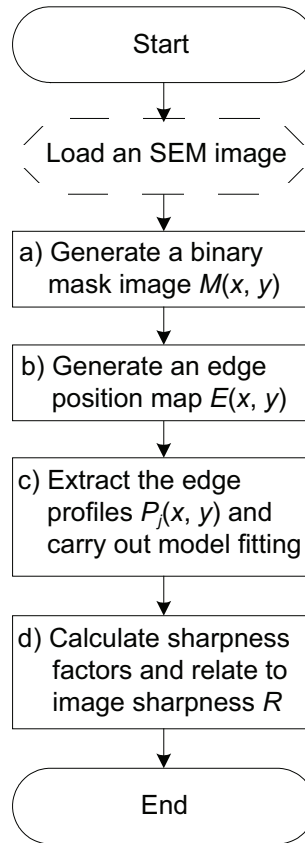 Start
Load an SEM image
a) Generate a binary
mask image M(x, y)
b) Generate an edge
position map E(x, y)
c) Extract the edge
profiles Pj(x, y) and
carry out model fitting
d) Calculate sharpness
factors and relate to
image sharpness R
End